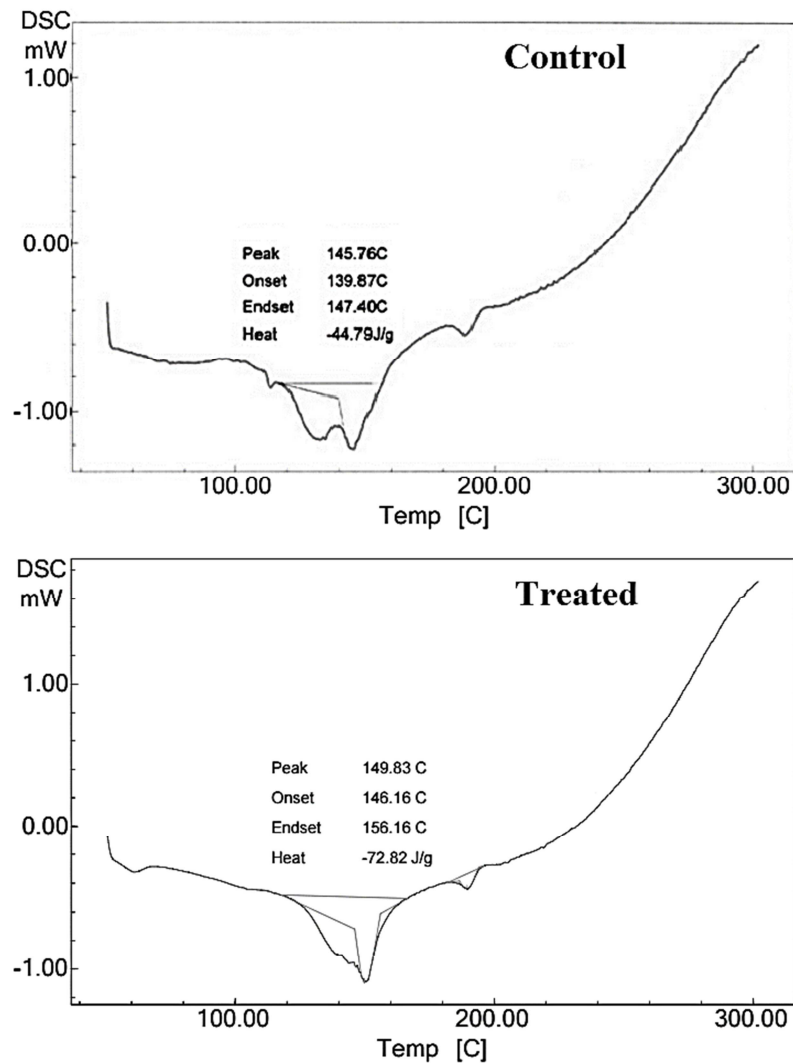 DSC
mW
Control
1.00
0.00
Peak 145.76C
Onset 139.87C
Endset 147.40C
Heat -44.79J/g
-1.00
100.00 200.00 300.00
Temp [C]
DSC
mW
Treated
1.00
Peak 149.83 C
Onset 146.16 C
0.00
Endset 156.16 C
Heat -72.82 J/g
-1.00
100.00 200.00 300.00
Temp [C]